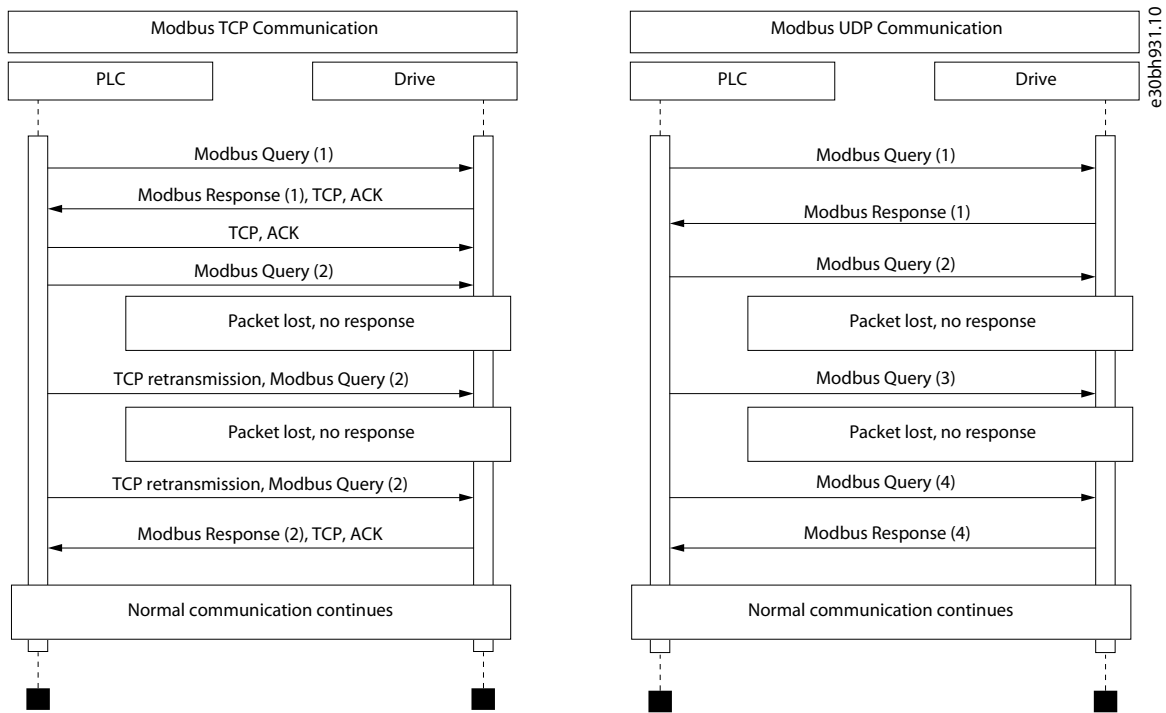 Modbus TCP Communication
PLC
Drive
Modbus Query (1)
Modbus Response (1), TCP, ACK
TCP, ACK
Modbus Query (2)
Packet lost, no response
TCP retransmission, Modbus Query (2)
Packet lost, no response
TCP retransmission, Modbus Query (2)
Modbus Response (2), TCP, ACK
Normal communication continues
Modbus UDP Communication
PLC
Drive
Modbus Query (1)
Modbus Response (1)
Modbus Query (2)
Packet lost, no response
Modbus Query (3)
Packet lost, no response
Modbus Query (4)
Modbus Response (4)
Normal communication continues
e30bh931.10